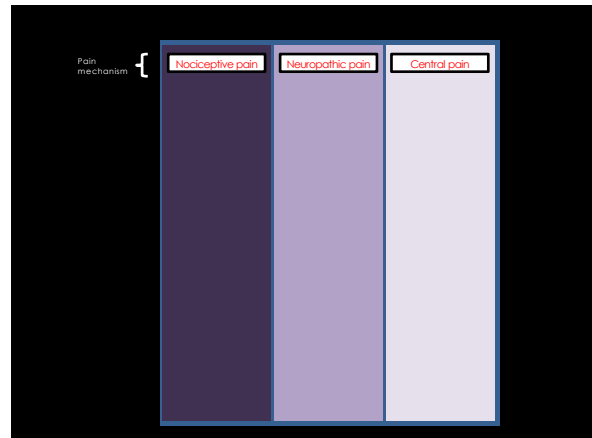 Pain
mechanism
Nociceptive pain
Neuropathic pain
Central pain